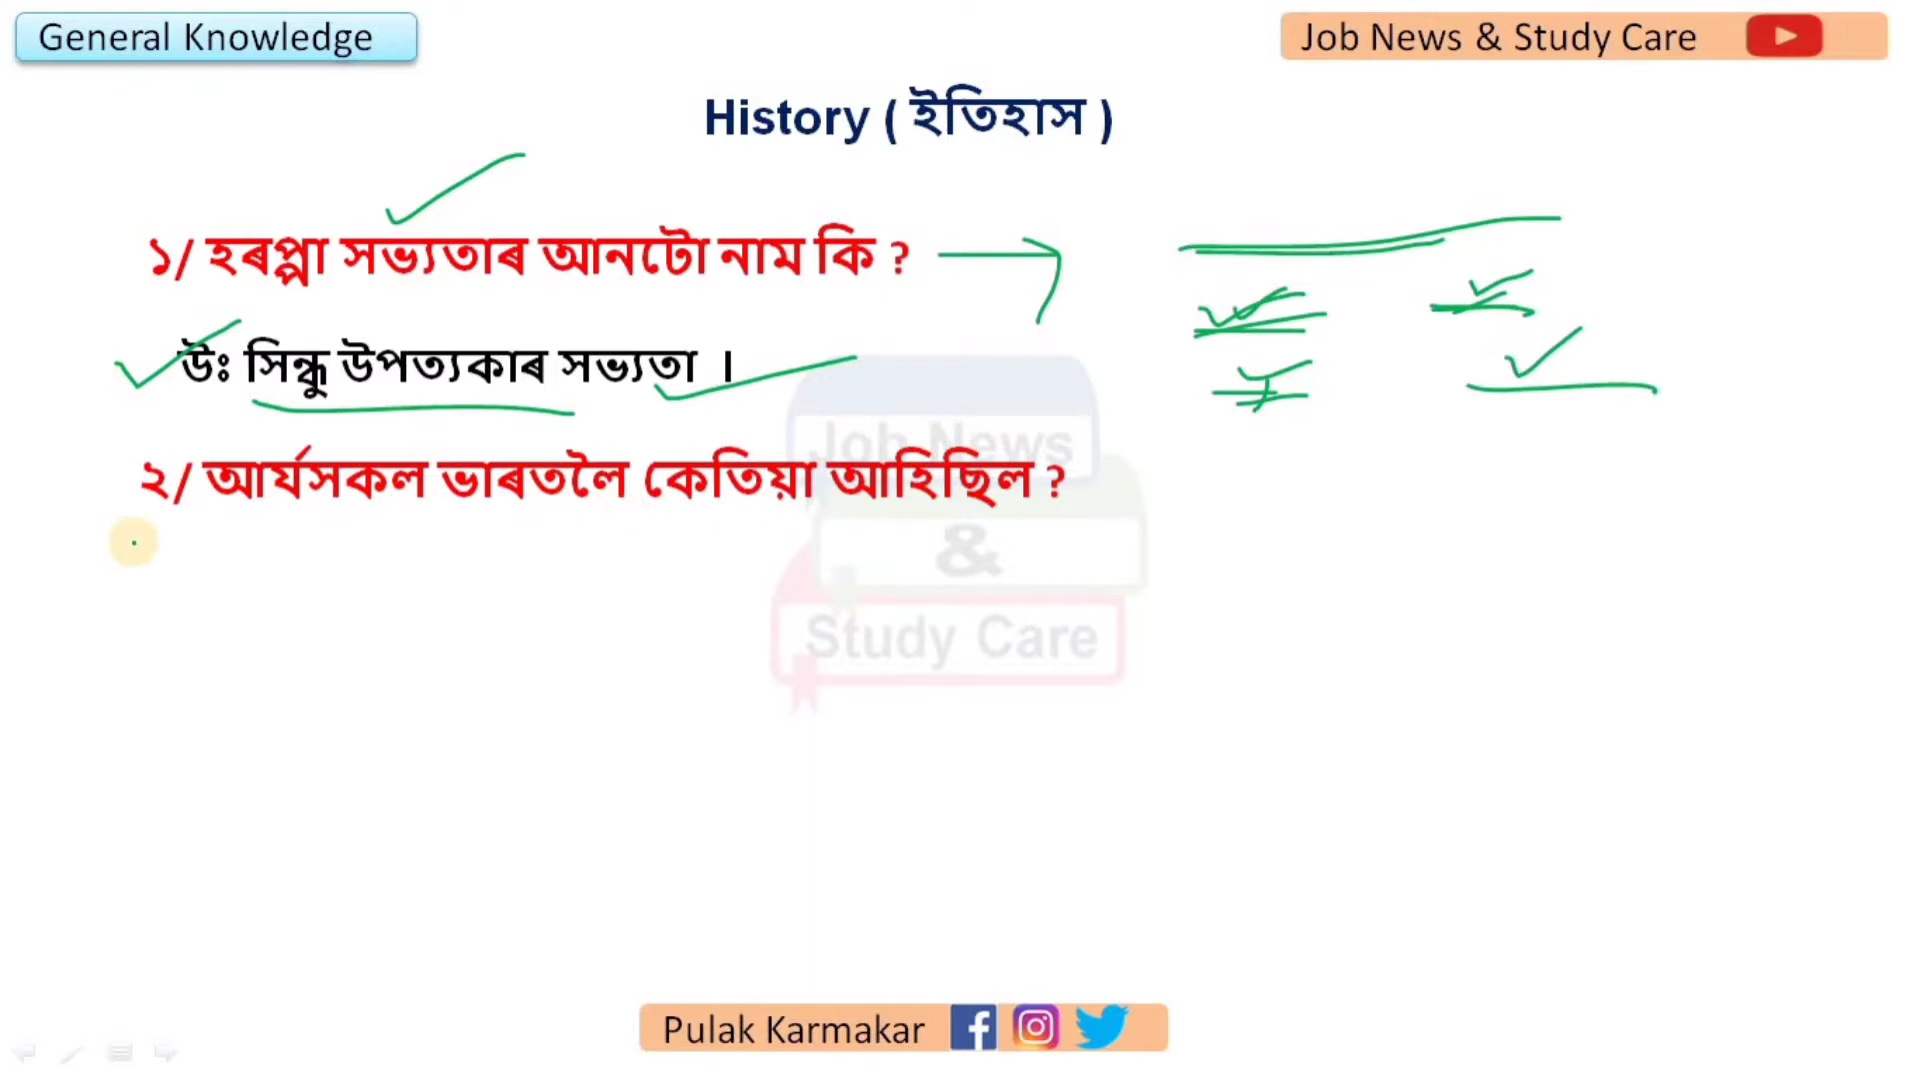 General Knowledge
Job News & Study Care
History ( ইতিহাস )
১/ হৰপ্পা সভ্যতাৰ আনটো নাম কি ?
উঃ সিন্ধু উপত্যকাৰ সভ্যতা ।
২/ আৰ্যসকল ভাৰতলৈ কেতিয়া আহিছিল ?
Job News
&
Study Care
Pulak Karmakar